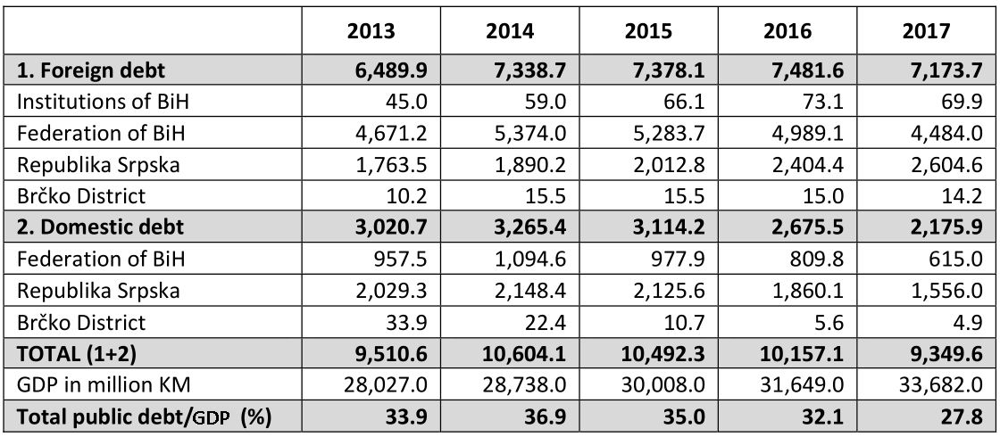 2013 2014 2015 2016 2017
1. Foreign debt 6,489.9 7,338.7 7,378.1 7,481.6 7,173.7
Institutions of BiH 45.0 59.0 66.1 73.1 69.9
Federation of BiH 4,671.2 5,374.0 5,283.7 4,989.1 4,484.0
Republika Srpska 1,763.5 1,890.2 2,012.8 2,404.4 2,604.6
Brčko District 10.2 15.5 15.5 15.0 14.2
2. Domestic debt 3,020.7 3,265.4 3,114.2 2,675.5 2,175.9
Federation of BiH 957.5 1,094.6 977.9 809.8 615.0
Republika Srpska 2,029.3 2,148.4 2,125.6 1,860.1 1,556.0
Brčko District 33.9 22.4 10.7 5.6 4.9
TOTAL (1+2) 9,510.6 10,604.1 10,492.3 10,157.1 9,349.6
GDP in million KM 28,027.0 28,738.0 30,008.0 31,649.0 33,682.0
Total public debt/GDP (%) 33.9 36.9 35.0 32.1 27.8